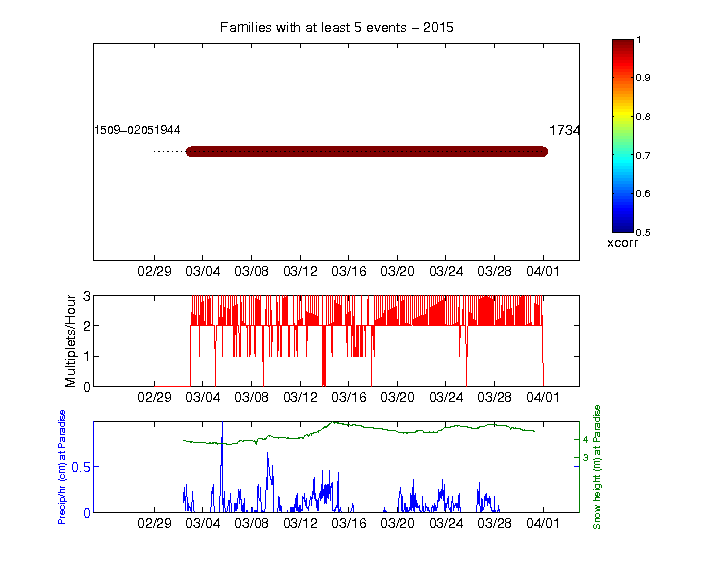 Families with at least 5 events − 2015
1509−02051944
1734
02/29 03/04 03/08 03/12 03/16 03/20 03/24 03/28 04/01
1
0.9
0.8
0.7
0.6
0.5
xcorr
Multiplets/Hour
3
2
1
0
02/29 03/04 03/08 03/12 03/16 03/20 03/24 03/28 04/01
Precip/hr (cm) at Paradise
0.5
0
4
3
Snow height (m) at Paradise
02/29 03/04 03/08 03/12 03/16 03/20 03/24 03/28 04/01